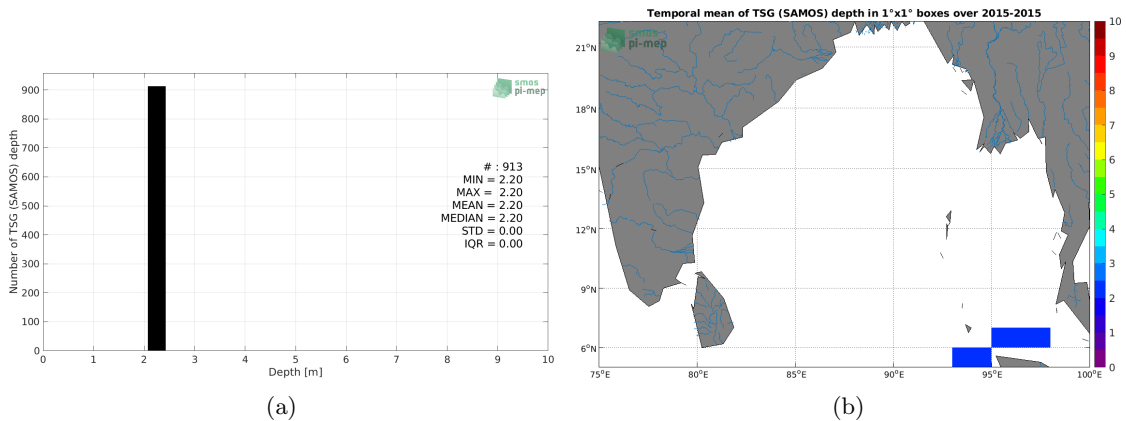 Temporal mean of TSG (SAMOS) depth in 1°x1° boxes over 2015-2015
smos
pi-mep
Number of TSG (SAMOS) depth
900
800
700
600
500
400
300
200
100
0
# : 913
MIN = 2.20
MAX = 2.20
MEAN = 2.20
MEDIAN = 2.20
STD = 0.00
IQR = 0.00
0 1 2 3 4 5 6 7 8 9 10
Depth [m]
(a)
smos
pi-mep
21°N
18°N
15°N
12°N
9°N
6°N
75°E 80°E 85°E 90°E 95°E 100°E
10
9
8
7
6
5
4
3
2
1
0
(b)